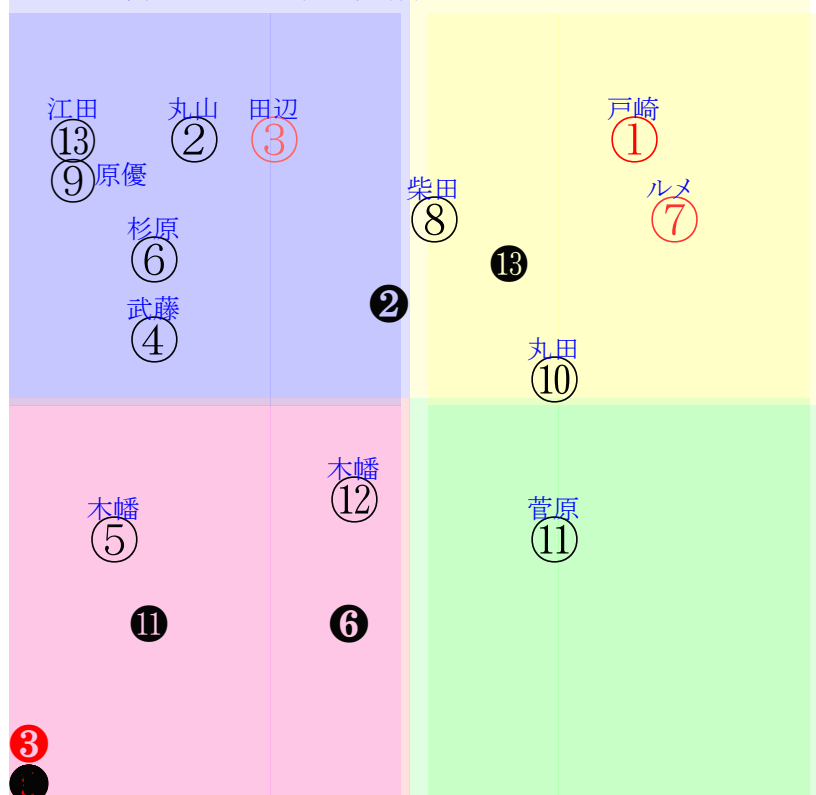 江田 丸山 田辺 戸崎
⑬ ② ③ ①
⑨ 原優 柴田 ルメ
⑧ ⑦
杉原
⑥ ⓭
武藤 ❷
④ 丸田
⑩
木幡
⑫
木幡 菅原
⑤ ⑪
⓫ ❻
❸